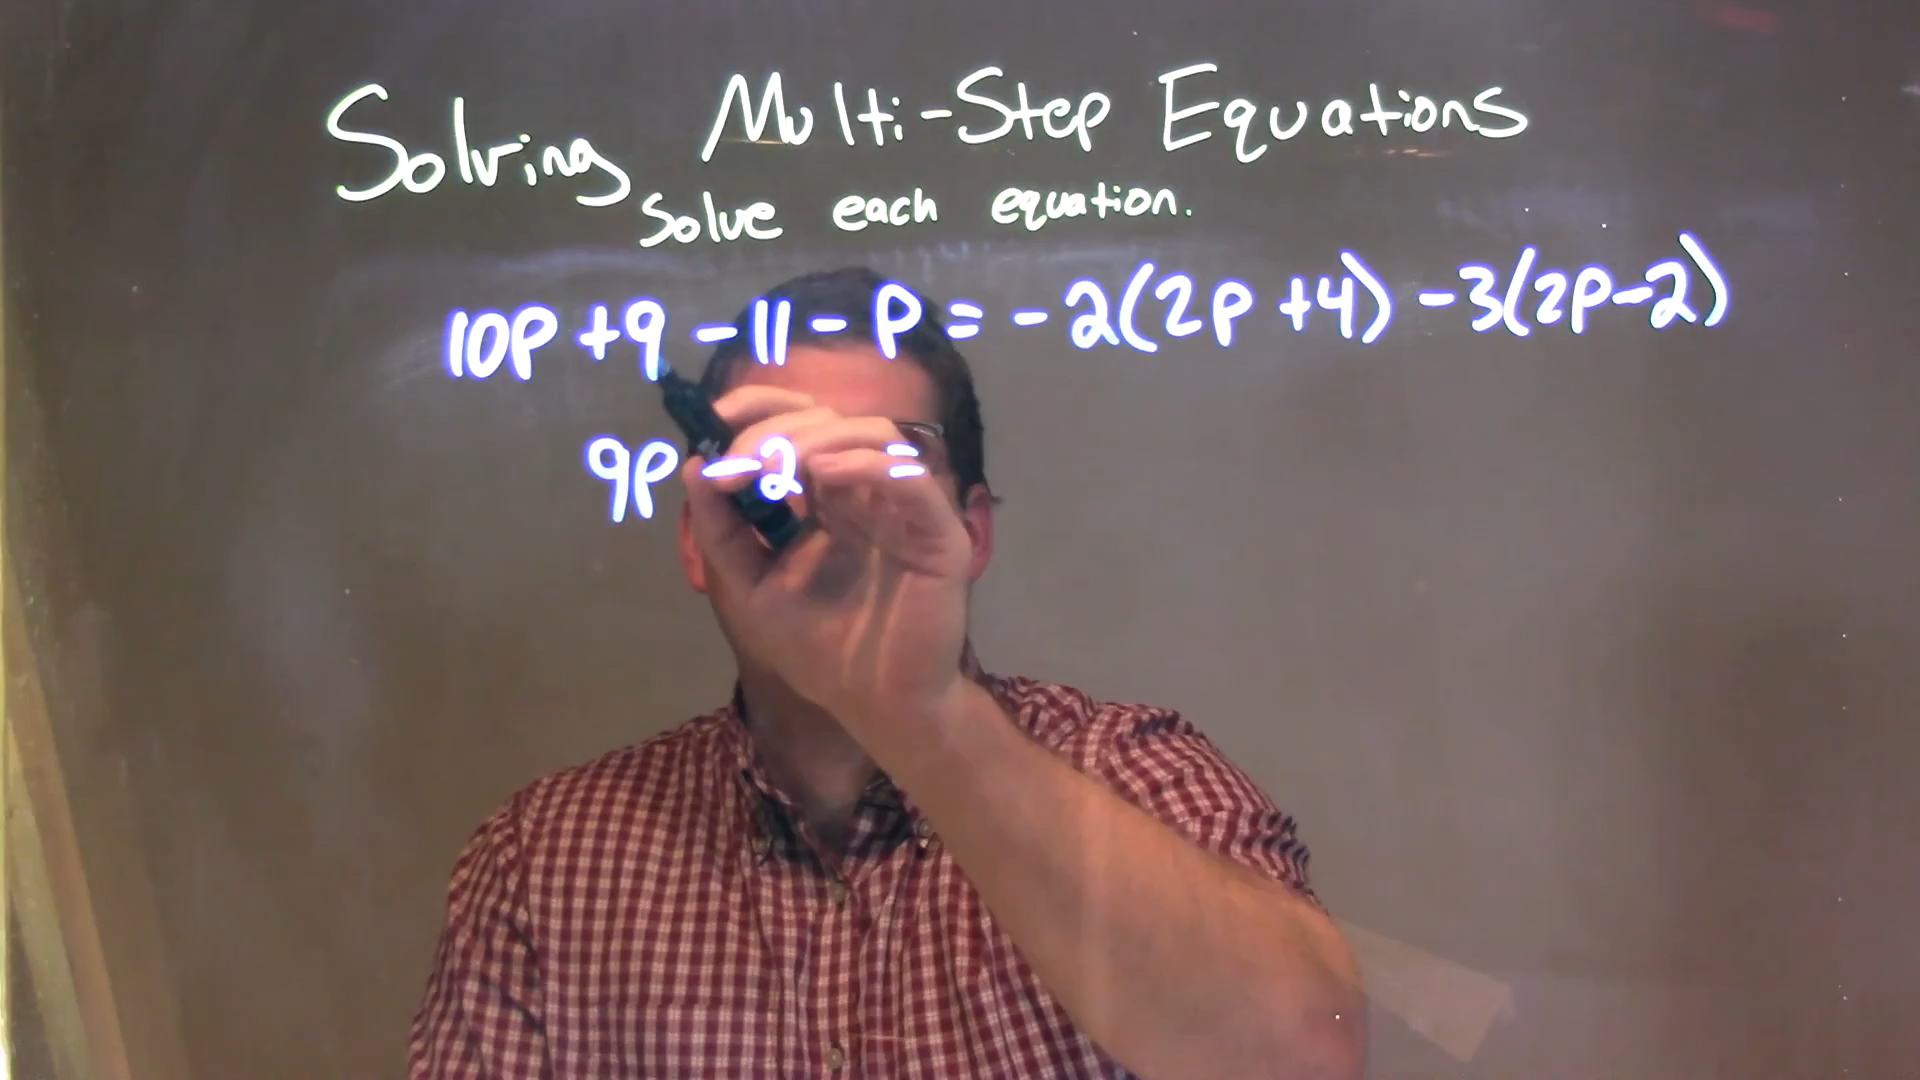 Solving Multi-Step Equations
Solve each equation.
10p + 9 - 11 - p = -2(2p + 4) - 3(2p - 2)
9p - 2 =